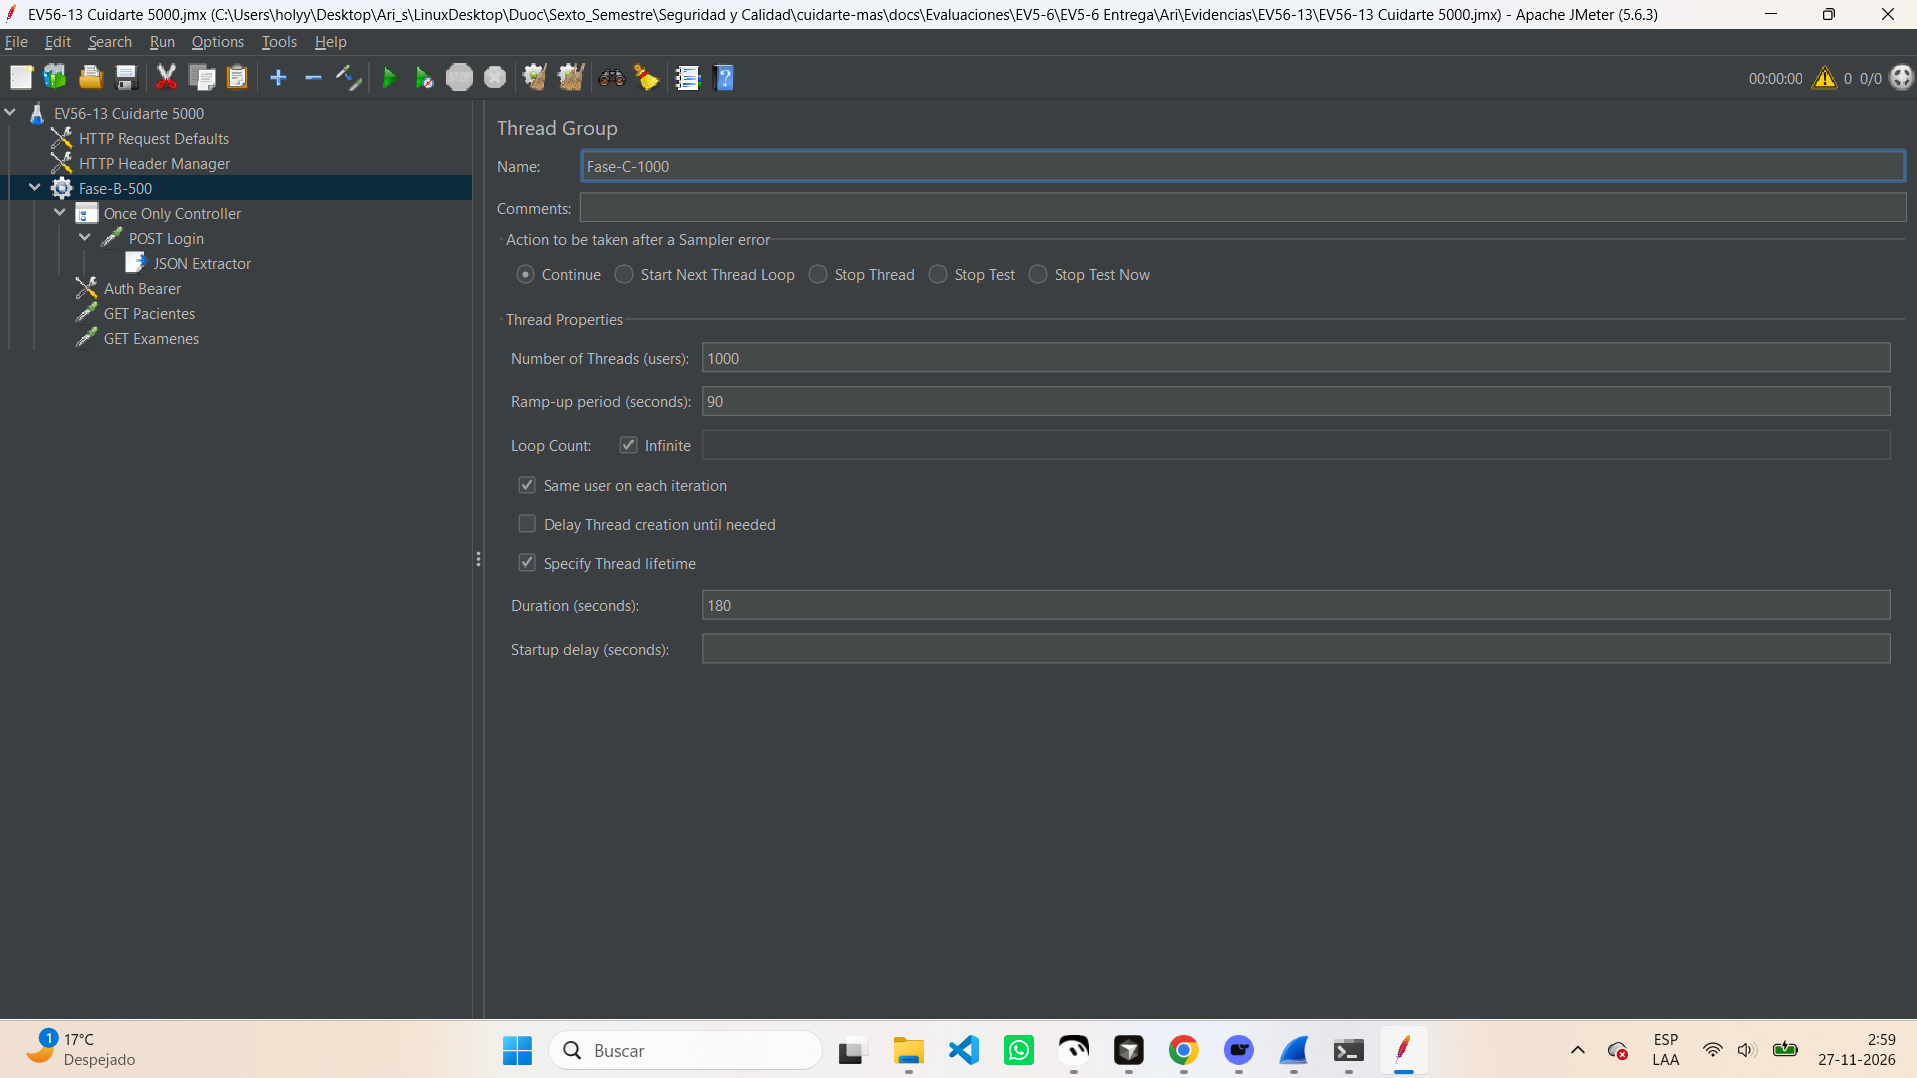 EV56-13 Cuidarte 5000.jmx (C:\Users\holyy\Desktop\Ari_s\LinuxDesktop\Duoc\Sexto_Semestre\Seguridad y Calidad\cuidarte-mas\docs\Evaluaciones\EV5-6\EV5-6 Entrega\Ari\Evidencias\EV56-13\EV56-13 Cuidarte 5000.jmx) - Apache JMeter (5.6.3)
File Edit Search Run Options Tools Help
STOP
00:00:00 0 0/0
EV56-13 Cuidarte 5000
HTTP Request Defaults
HTTP Header Manager
Fase-B-500
Once Only Controller
POST Login
JSON Extractor
Auth Bearer
GET Pacientes
GET Examenes
Thread Group
Name: Fase-C-1000
Comments:
Action to be taken after a Sampler error
Continue Start Next Thread Loop Stop Thread Stop Test Stop Test Now
Thread Properties
Number of Threads (users): 1000
Ramp-up period (seconds): 90
Loop Count: Infinite
Same user on each iteration
Delay Thread creation until needed
Specify Thread lifetime
Duration (seconds): 180
Startup delay (seconds):
1
17°C
Despejado
Buscar
ESP
LAA
2:59
27-11-2026